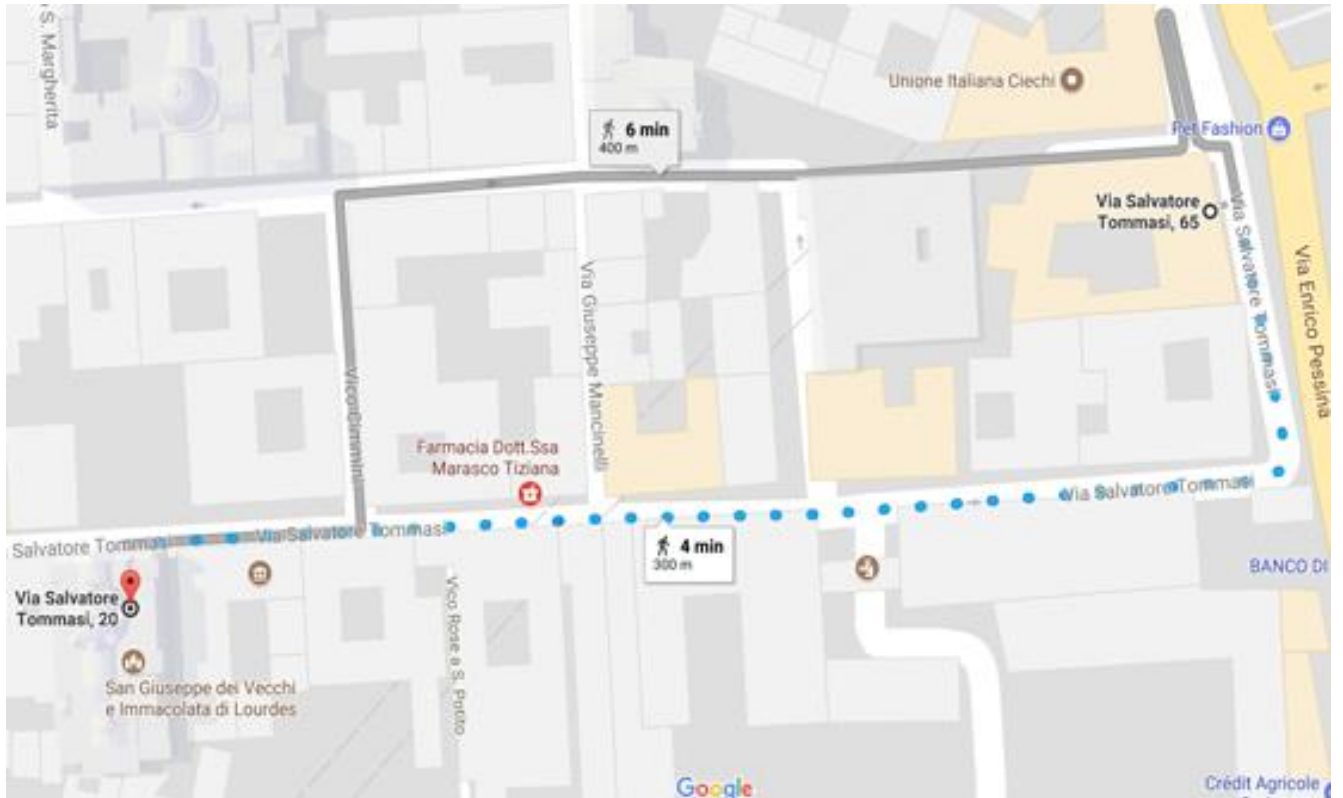 S. Margherita
Unione Italiana Ciechi
6 min
400 m
Pet Fashion
Via Salvatore
Tommasi, 65
Via Salvatore Tommasi
Via Enrico Pessina
Via Giuseppe Mancinelli
Vico Cimmini
Farmacia Dott.Ssa
Marasco Tiziana
Via Salvatore Tommasi
Salvatore Tommasi
Via Salvatore Tommasi
4 min
300 m
BANCO DI
Via Salvatore
Tommasi, 20
Vico Rose a S. Potito
San Giuseppe dei Vecchi
e Immacolata di Lourdes
Google
Crédit Agricole